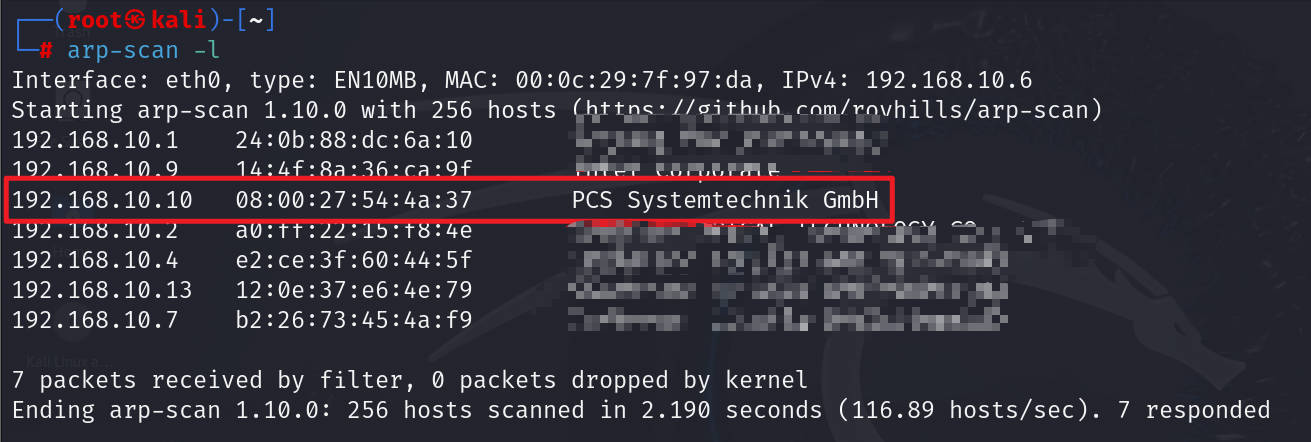 ┌──(root㉿kali)-[~]
└─# arp-scan -l
Interface: eth0, type: EN10MB, MAC: 00:0c:29:7f:97:da, IPv4: 192.168.10.6
Starting arp-scan 1.10.0 with 256 hosts (https://github.com/royhills/arp-scan)
192.168.10.1 24:0b:88:dc:6a:10
192.168.10.9 14:4f:8a:36:ca:9f Intel Corporate
192.168.10.10 08:00:27:54:4a:37 PCS Systemtechnik GmbH
192.168.10.2 a0:ff:22:15:f8:4e TECHNOLOGY CO
192.168.10.4 e2:ce:3f:60:44:5f
192.168.10.13 12:0e:37:e6:4e:79
192.168.10.7 b2:26:73:45:4a:f9
Kali Linux a...
7 packets received by filter, 0 packets dropped by kernel
Ending arp-scan 1.10.0: 256 hosts scanned in 2.190 seconds (116.89 hosts/sec). 7 responded